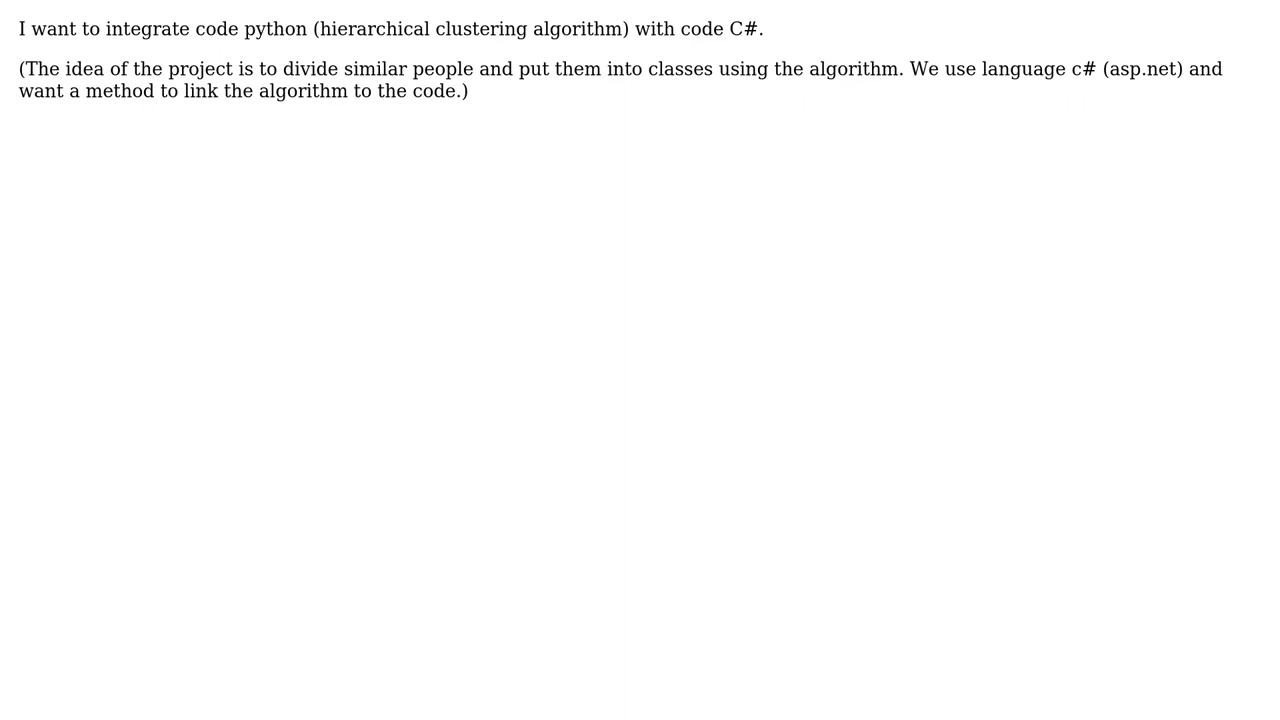 I want to integrate code python (hierarchical clustering algorithm) with code C#.
(The idea of the project is to divide similar people and put them into classes using the algorithm. We use language c# (asp.net) and
want a method to link the algorithm to the code.)